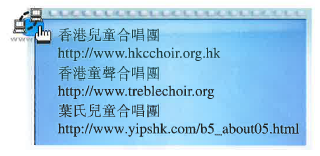 www
香港兒童合唱團
http://www.hkcchoir.org.hk
香港童聲合唱團
http://www.treblechoir.org
葉氏兒童合唱團
http://www.yipshk.com/b5_about05.html